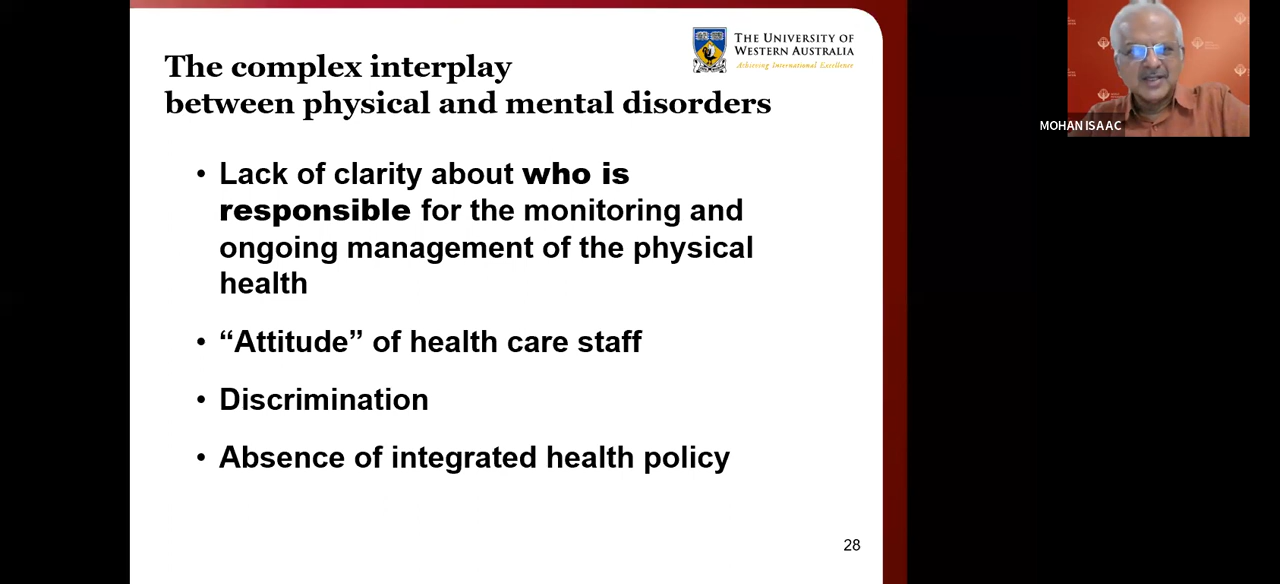 THE UNIVERSITY OF
WESTERN AUSTRALIA
Achieving International Excellence
The complex interplay
between physical and mental disorders
• Lack of clarity about who is
responsible for the monitoring and
ongoing management of the physical
health
• “Attitude” of health care staff
• Discrimination
• Absence of integrated health policy
28
MOHAN ISAAC